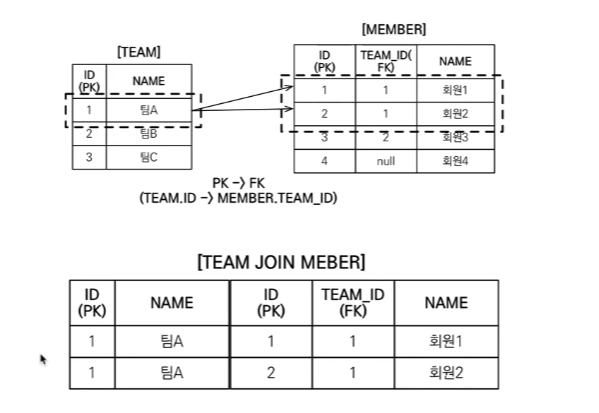 [MEMBER]
[TEAM]
ID (PK) TEAM_ID( FK) NAME
1 1 회원1
2 1 회원2
3 2 회원3
4 null 회원4
ID (PK) NAME
1 팀A
2 팀B
3 팀C
PK -> FK
(TEAM.ID -> MEMBER.TEAM_ID)
[TEAM JOIN MEBER]
ID (PK) NAME ID (PK) TEAM_ID (FK) NAME
1 팀A 1 1 회원1
1 팀A 2 1 회원2